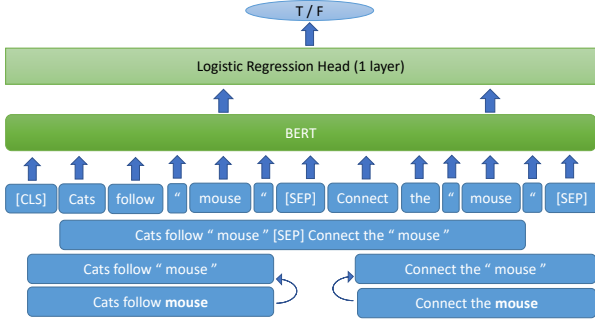 T / F
Logistic Regression Head (1 layer)
BERT
[CLS] Cats follow “ mouse “ [SEP] Connect the “ mouse “ [SEP]
Cats follow “ mouse ” [SEP] Connect the “ mouse ”
Cats follow “ mouse ” Connect the “ mouse ”
Cats follow mouse Connect the mouse